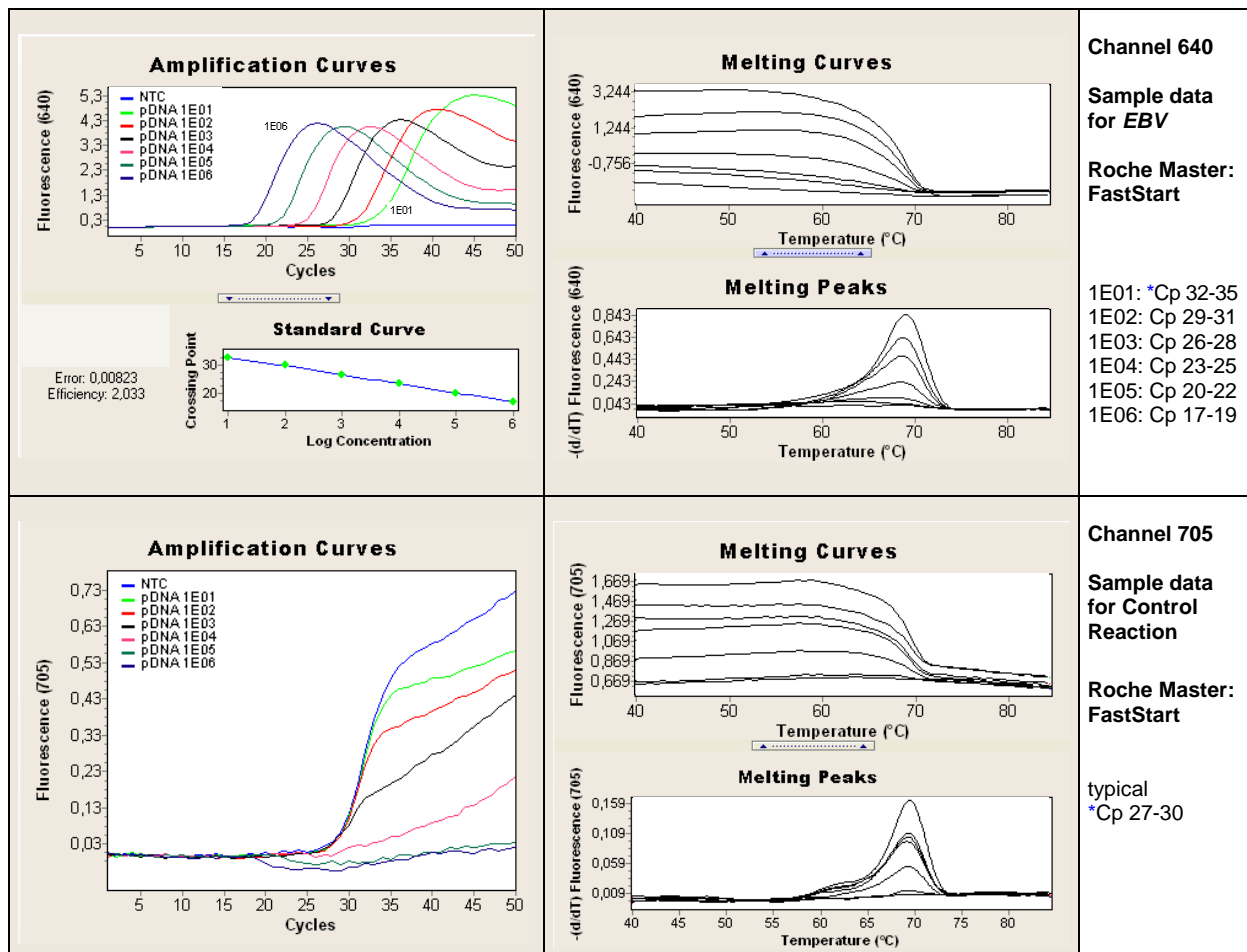 Amplification Curves
Fluorescence (640)
5,3
4,3
3,3
2,3
1,3
0,3
NTC
pDNA 1E01
pDNA 1E02
pDNA 1E03
pDNA 1E04
pDNA 1E05
pDNA 1E06
1E06
1E01
5 10 15 20 25 30 35 40 45 50
Cycles
Error: 0,00823
Efficiency: 2,033
Standard Curve
Crossing Point
30
20
1 2 3 4 5 6
Log Concentration
Melting Curves
Fluorescence (640)
3,244
1,244
-0,756
40 50 60 70 80
Temperature (°C)
Melting Peaks
-(d/dT) Fluorescence (640)
0,843
0,643
0,443
0,243
0,043
40 50 60 70 80
Temperature (°C)
Channel 640
Sample data
for EBV
Roche Master:
FastStart
1E01: *Cp 32-35
1E02: Cp 29-31
1E03: Cp 26-28
1E04: Cp 23-25
1E05: Cp 20-22
1E06: Cp 17-19
Amplification Curves
Fluorescence (705)
0,73
0,63
0,53
0,43
0,33
0,23
0,13
0,03
NTC
pDNA 1E01
pDNA 1E02
pDNA 1E03
pDNA 1E04
pDNA 1E05
pDNA 1E06
5 10 15 20 25 30 35 40 45 50
Cycles
Melting Curves
Fluorescence (705)
1,669
1,469
1,269
1,069
0,869
0,669
40 50 60 70 80
Temperature (°C)
Melting Peaks
-(d/dT) Fluorescence (705)
0,159
0,109
0,059
0,009
40 45 50 55 60 65 70 75 80
Temperature (°C)
Channel 705
Sample data
for Control
Reaction
Roche Master:
FastStart
typical
*Cp 27-30